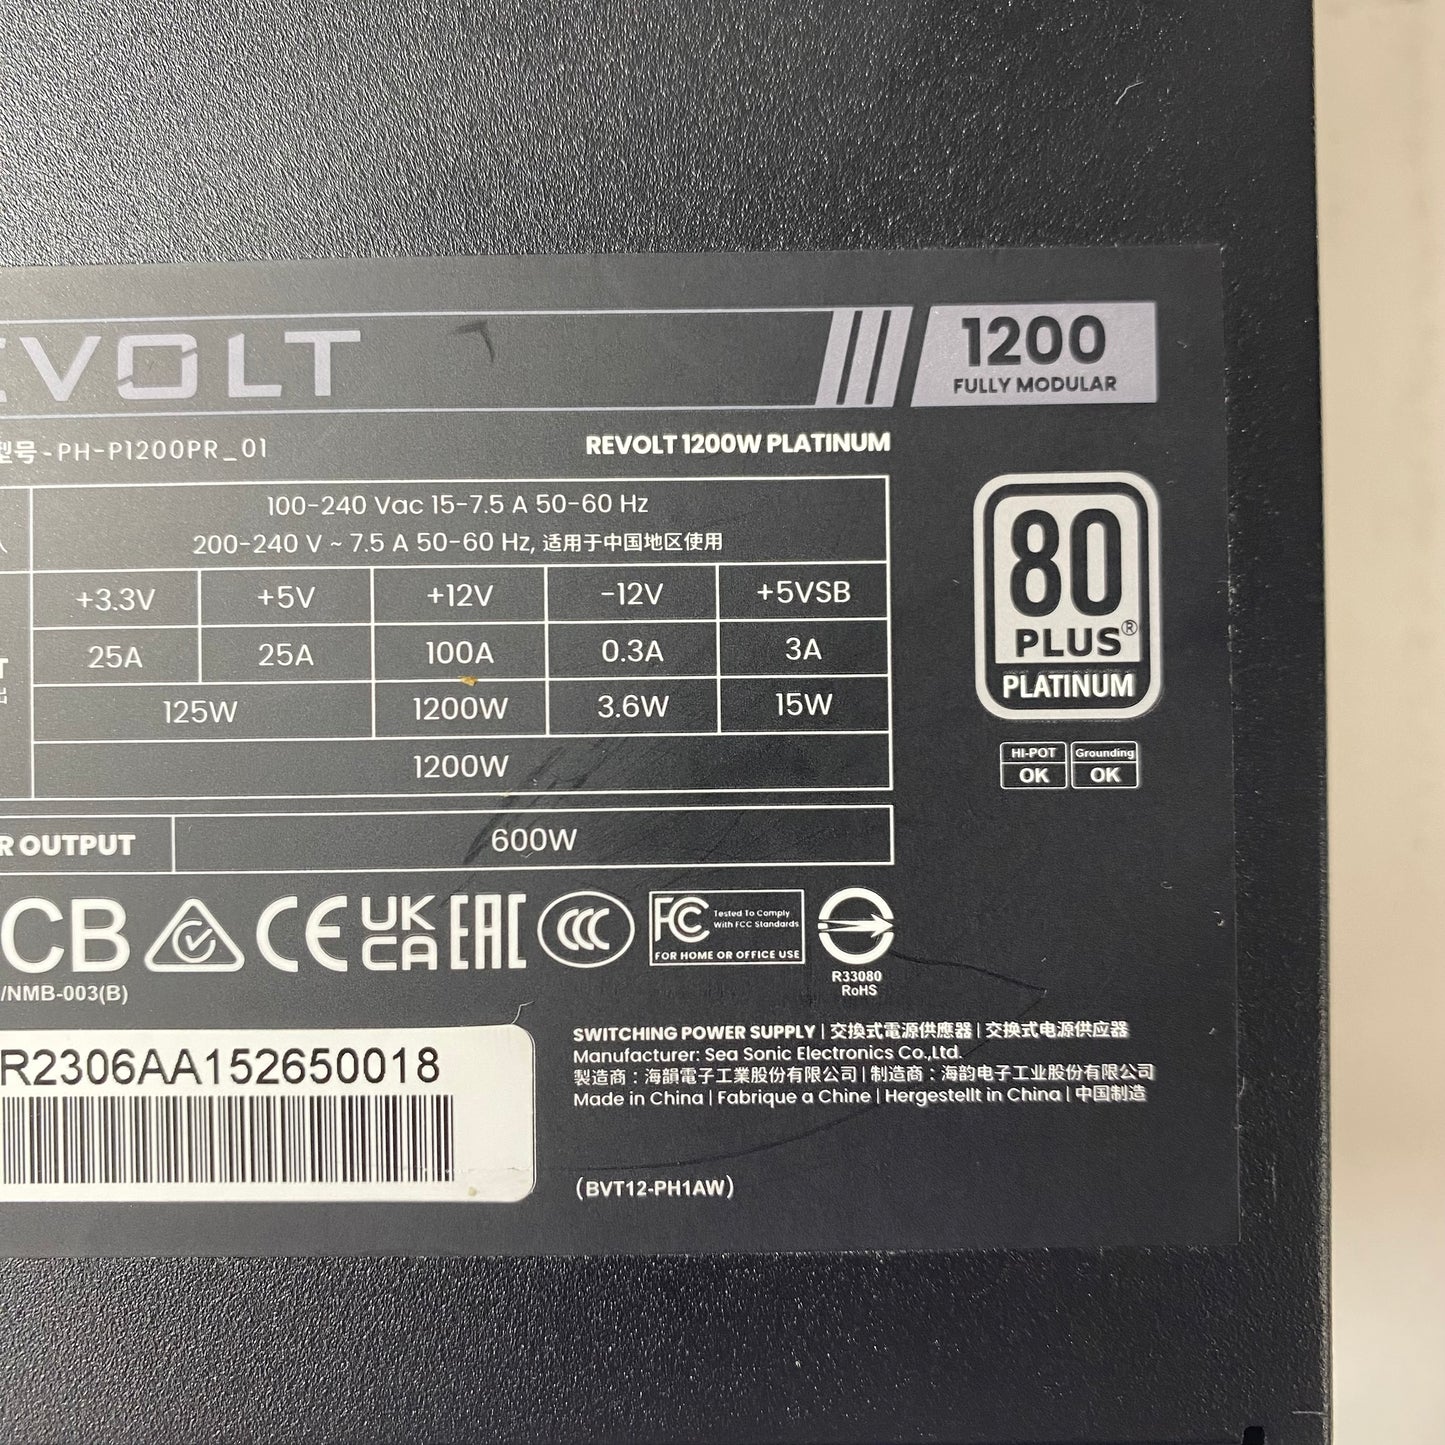 EVOLT
1200
FULLY MODULAR
型号 - PH-P1200PR_01
REVOLT 1200W PLATINUM
100-240 Vac 15-7.5 A 50-60 Hz
200-240 V ~ 7.5 A 50-60 Hz, 适用于中国地区使用
+3.3V +5V +12V -12V +5VSB
25A 25A 100A 0.3A 3A
125W 1200W 3.6W 15W
1200W
R OUTPUT 600W
80
PLUS®
PLATINUM
HI-POT OK
Grounding OK
CB CE UK CA EAC CCC FC Tested To Comply
With FCC Standards
FOR HOME OR OFFICE USE
R33080
RoHS
/NMB-003(B)
R2306AA152650018
SWITCHING POWER SUPPLY | 交換式電源供應器 | 交换式电源供应器
Manufacturer: Sea Sonic Electronics Co.,Ltd.
製造商：海韻電子工業股份有限公司 | 制造商：海韵电子工业股份有限公司
Made in China | Fabrique a Chine | Hergestellt in China | 中国制造
(BVT12-PH1AW)